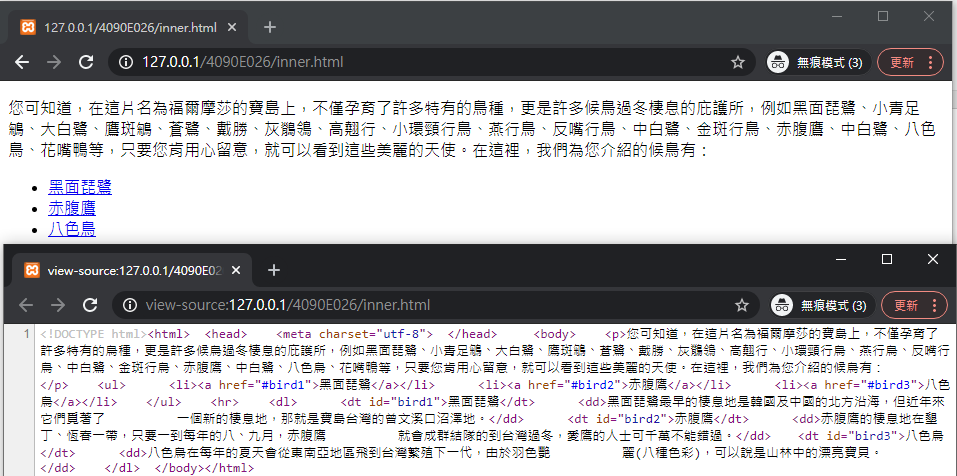 127.0.0.1/4090E026/inner.html
127.0.0.1/4090E026/inner.html
無痕模式 (3)
更新
您可知道，在這片名為福爾摩莎的寶島上，不僅孕育了許多特有的鳥種，更是許多候鳥過冬棲息的庇護所，例如黑面琵鷺、小青足
鷸、大白鷺、鷹斑鷸、蒼鷺、戴勝、灰鶺鴒、高翹行、小環頸行鳥、燕行鳥、反嘴行鳥、中白鷺、金斑行鳥、赤腹鷹、中白鷺、八色
鳥、花嘴鴨等，只要您肯用心留意，就可以看到這些美麗的天使。在這裡，我們為您介紹的候鳥有：
黑面琵鷺
赤腹鷹
八色鳥
view-source:127.0.0.1/4090E02
view-source:127.0.0.1/4090E026/inner.html
無痕模式 (3)
更新
1 <!DOCTYPE html><html> <head> <meta charset="utf-8"> </head> <body> <p>您可知道，在這片名為福爾摩莎的寶島上，不僅孕育了
許多特有的鳥種，更是許多候鳥過冬棲息的庇護所，例如黑面琵鷺、小青足鷸、大白鷺、鷹斑鷸、蒼鷺、戴勝、灰鶺鴒、高翹行、小環頸行鳥、燕行鳥、反嘴行
鳥、中白鷺、金斑行鳥、赤腹鷹、中白鷺、八色鳥、花嘴鴨等，只要您肯用心留意，就可以看到這些美麗的天使。在這裡，我們為您介紹的候鳥有：
</p> <ul> <li><a href="#bird1">黑面琵鷺</a></li> <li><a href="#bird2">赤腹鷹</a></li> <li><a href="#bird3">八色
鳥</a></li> </ul> <hr> <dl> <dt id="bird1">黑面琵鷺</dt> <dd>黑面琵鷺最早的棲息地是韓國及中國的北方沿海，但近年來
它們覓著了 一個新的棲息地，那就是寶島台灣的曾文溪口沼澤地。</dd> <dt id="bird2">赤腹鷹</dt> <dd>赤腹鷹的棲息地在墾
丁、恆春一帶，只要一到每年的八、九月，赤腹鷹 就會成群結隊的到台灣過冬，愛鷹的人士可千萬不能錯過。</dd> <dt id="bird3">八色鳥
</dt> <dd>八色鳥在每年的夏天會從東南亞地區飛到台灣繁殖下一代，由於羽色艷 麗(八種色彩)，可以說是山林中的漂亮寶貝。
</dd> </dl> </body></html>